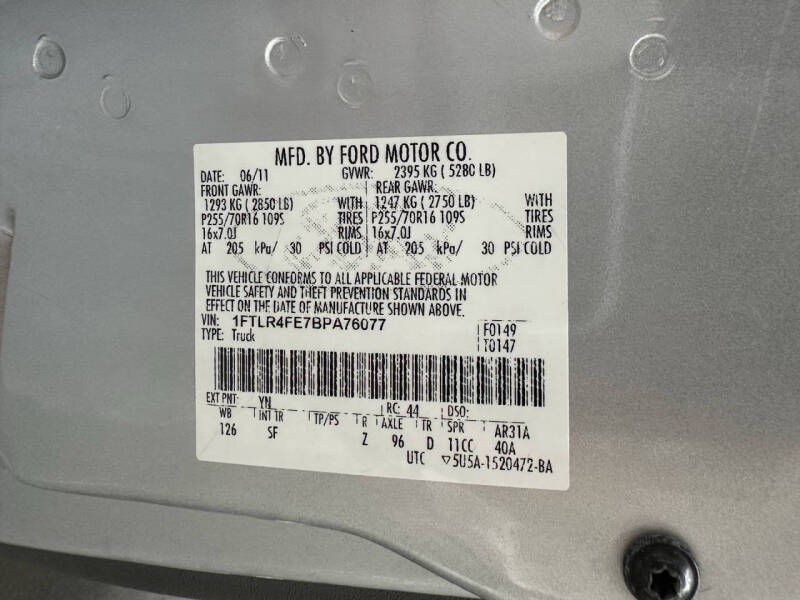 MFD. BY FORD MOTOR CO.
DATE: 06/11 GVWR: 2395 KG ( 5280 LB)
FRONT GAWR: REAR GAWR:
1293 KG ( 2850 LB) WITH 1247 KG ( 2750 LB) WITH
P255/70R16 109S TIRES P255/70R16 109S TIRES
16x7.0J RIMS 16x7.0J RIMS
AT 205 kPa/ 30 PSI COLD AT 205 kPa/ 30 PSI COLD
THIS VEHICLE CONFORMS TO ALL APPLICABLE FEDERAL MOTOR
VEHICLE SAFETY AND THEFT PREVENTION STANDARDS IN
EFFECT ON THE DATE OF MANUFACTURE SHOWN ABOVE.
VIN: 1FTLR4FE7BPA76077 F0149
TYPE: Truck T0147
EXT PNT: YN RC: 44 DSO:
WB INT TR TP/PS R AXLE TR SPR AR31A
126 SF Z 96 D 11CC 40A
UTC ▽5U5A-1520472-BA